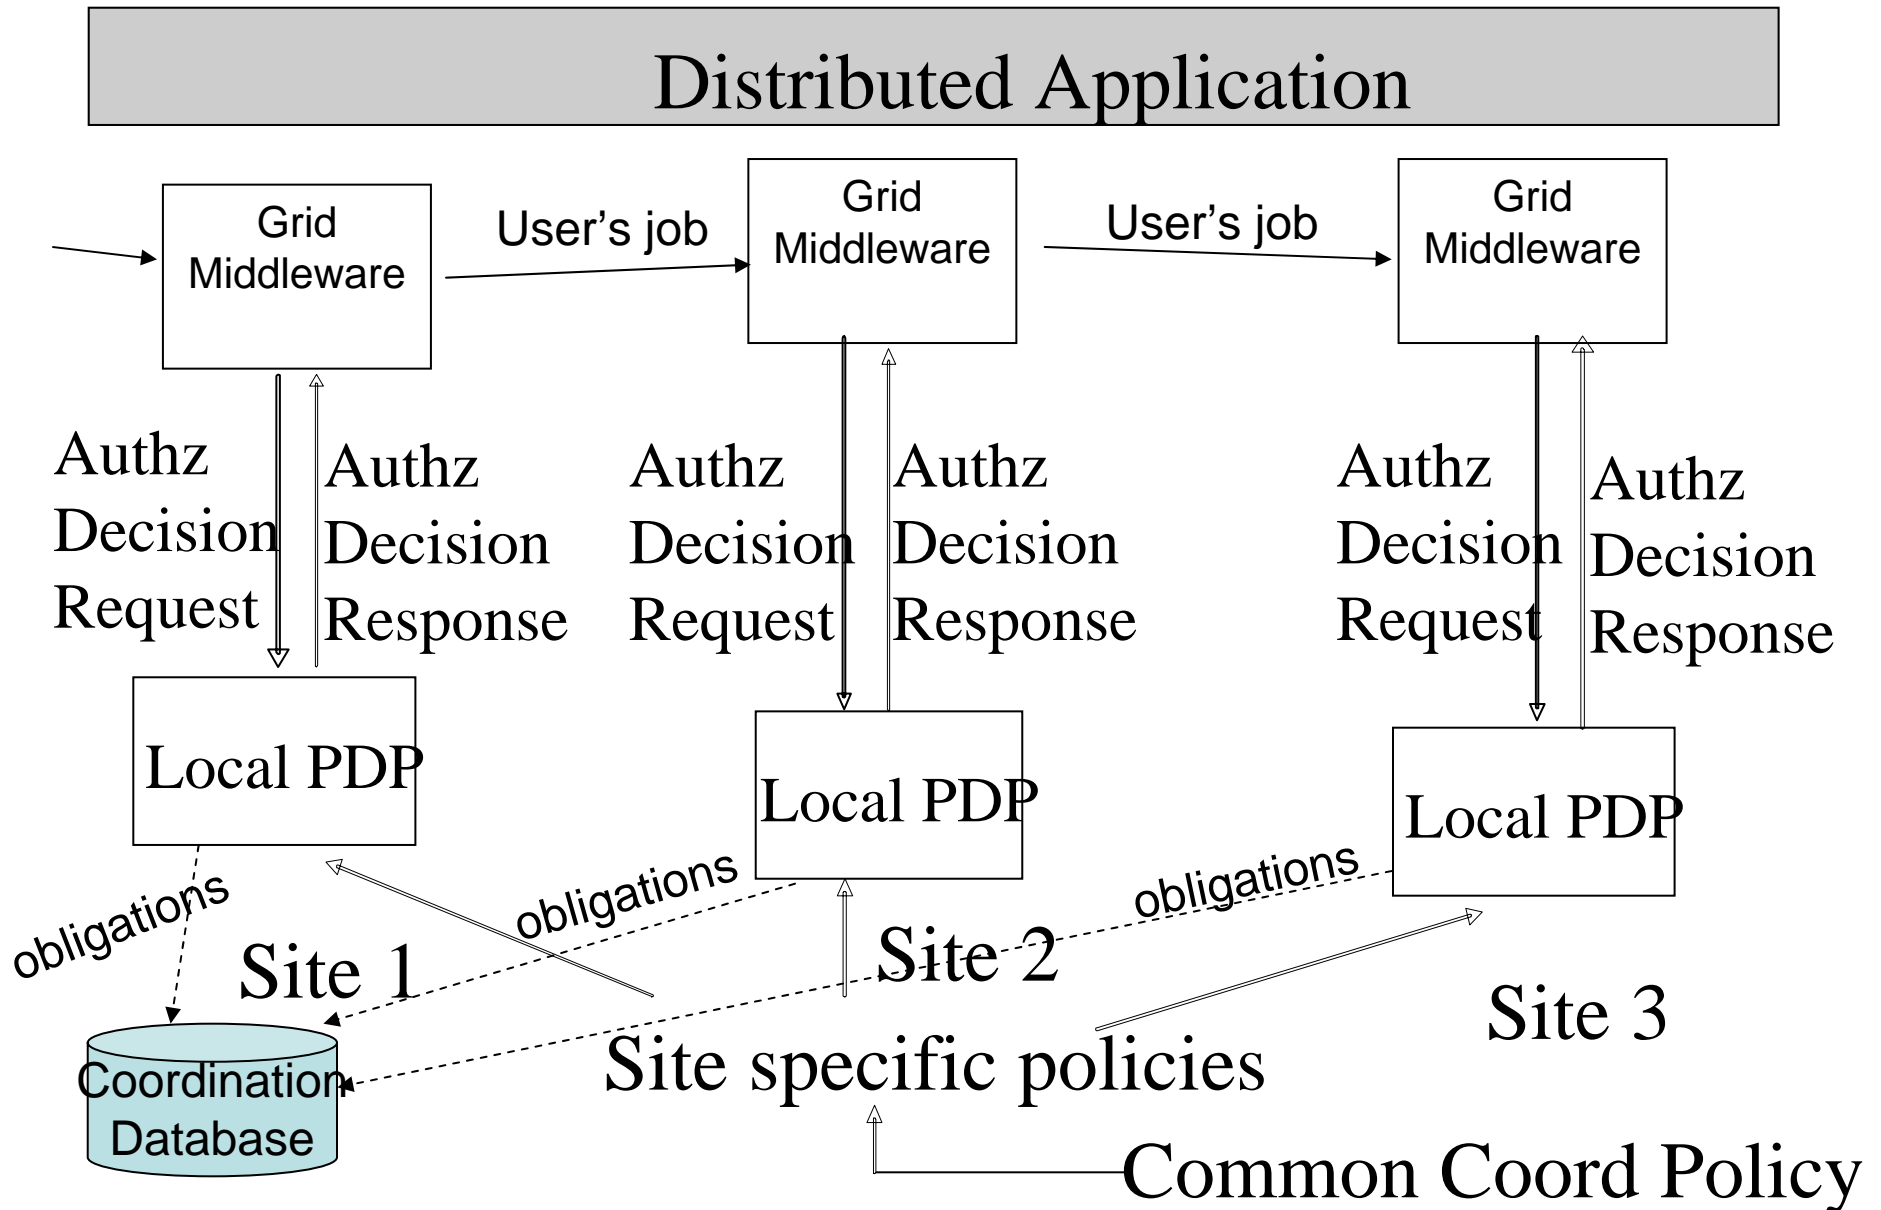 Distributed Application
Grid
Middleware
User's job
Grid
Middleware
User's job
Grid
Middleware
Authz
Decision
Request
Authz
Decision
Response
Authz
Decision
Request
Authz
Decision
Response
Authz
Decision
Request
Authz
Decision
Response
Local PDP
Local PDP
Local PDP
obligations
obligations
obligations
Site 1
Site 2
Site 3
Coordination
Database
Site specific policies
Common Coord Policy